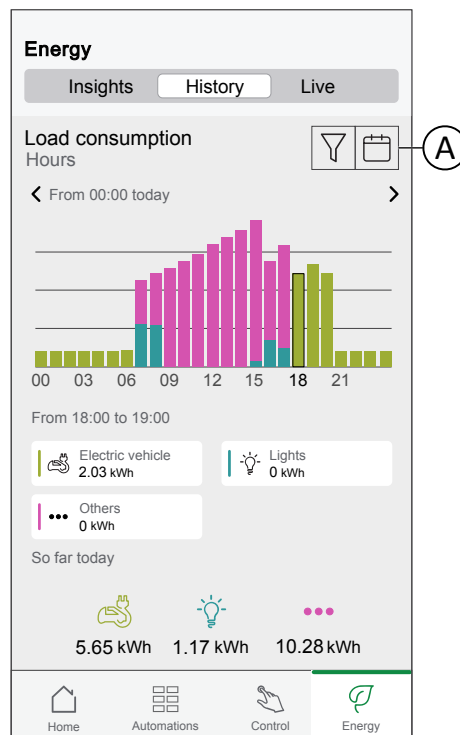 Energy
Insights History Live
Load consumption
Hours
A
From 00:00 today
00 03 06 09 12 15 18 21
From 18:00 to 19:00
Electric vehicle
2.03 kWh
Lights
0 kWh
Others
0 kWh
So far today
5.65 kWh 1.17 kWh 10.28 kWh
Home Automations Control Energy